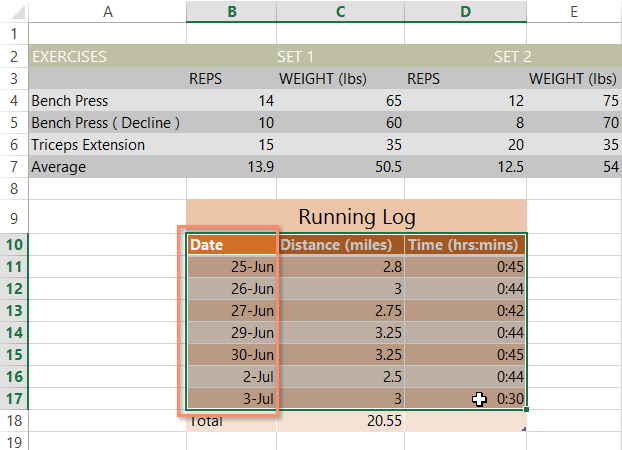 A B C D E
1
2 EXERCISES SET 1 SET 2
3 REPS WEIGHT (lbs) REPS WEIGHT (lbs)
4 Bench Press 14 65 12 75
5 Bench Press ( Decline ) 10 60 8 70
6 Triceps Extension 15 35 20 35
7 Average 13.9 50.5 12.5 54
8
9 Running Log
10 Date Distance (miles) Time (hrs:mins)
11 25-Jun 2.8 0:45
12 26-Jun 3 0:44
13 27-Jun 2.75 0:42
14 29-Jun 3.25 0:44
15 30-Jun 3.25 0:45
16 2-Jul 2.5 0:44
17 3-Jul 3 0:30
18 Total 20.55
19